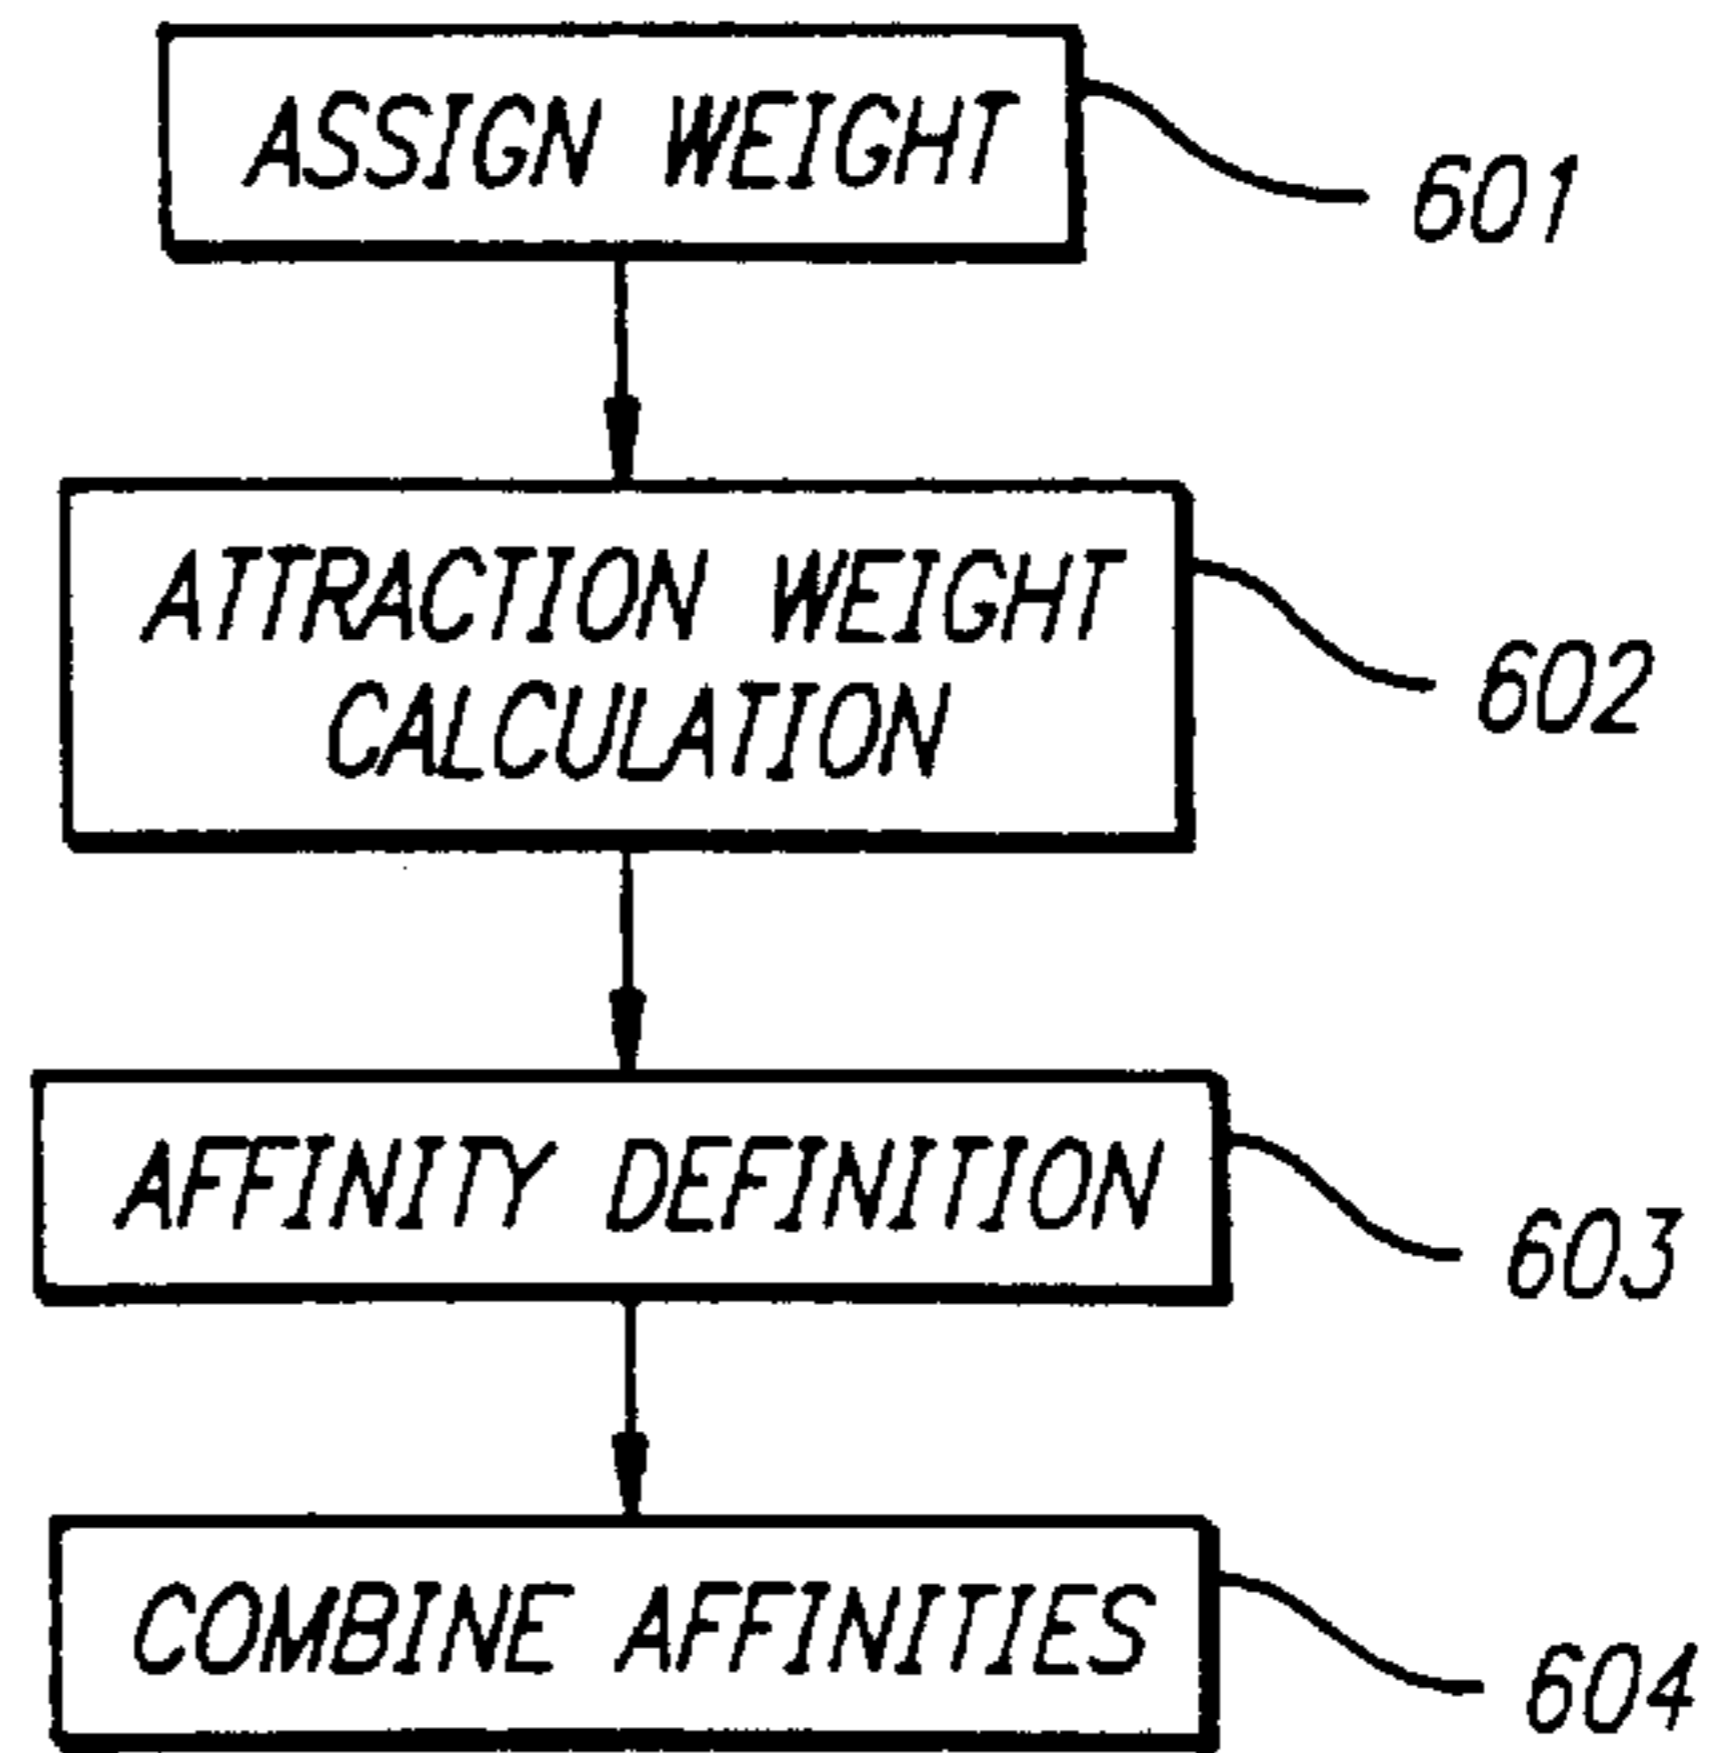 ASSIGN WEIGHT
601
ATTRACTION WEIGHT
CALCULATION
602
AFFINITY DEFINITION
603
COMBINE AFFINITIES
604